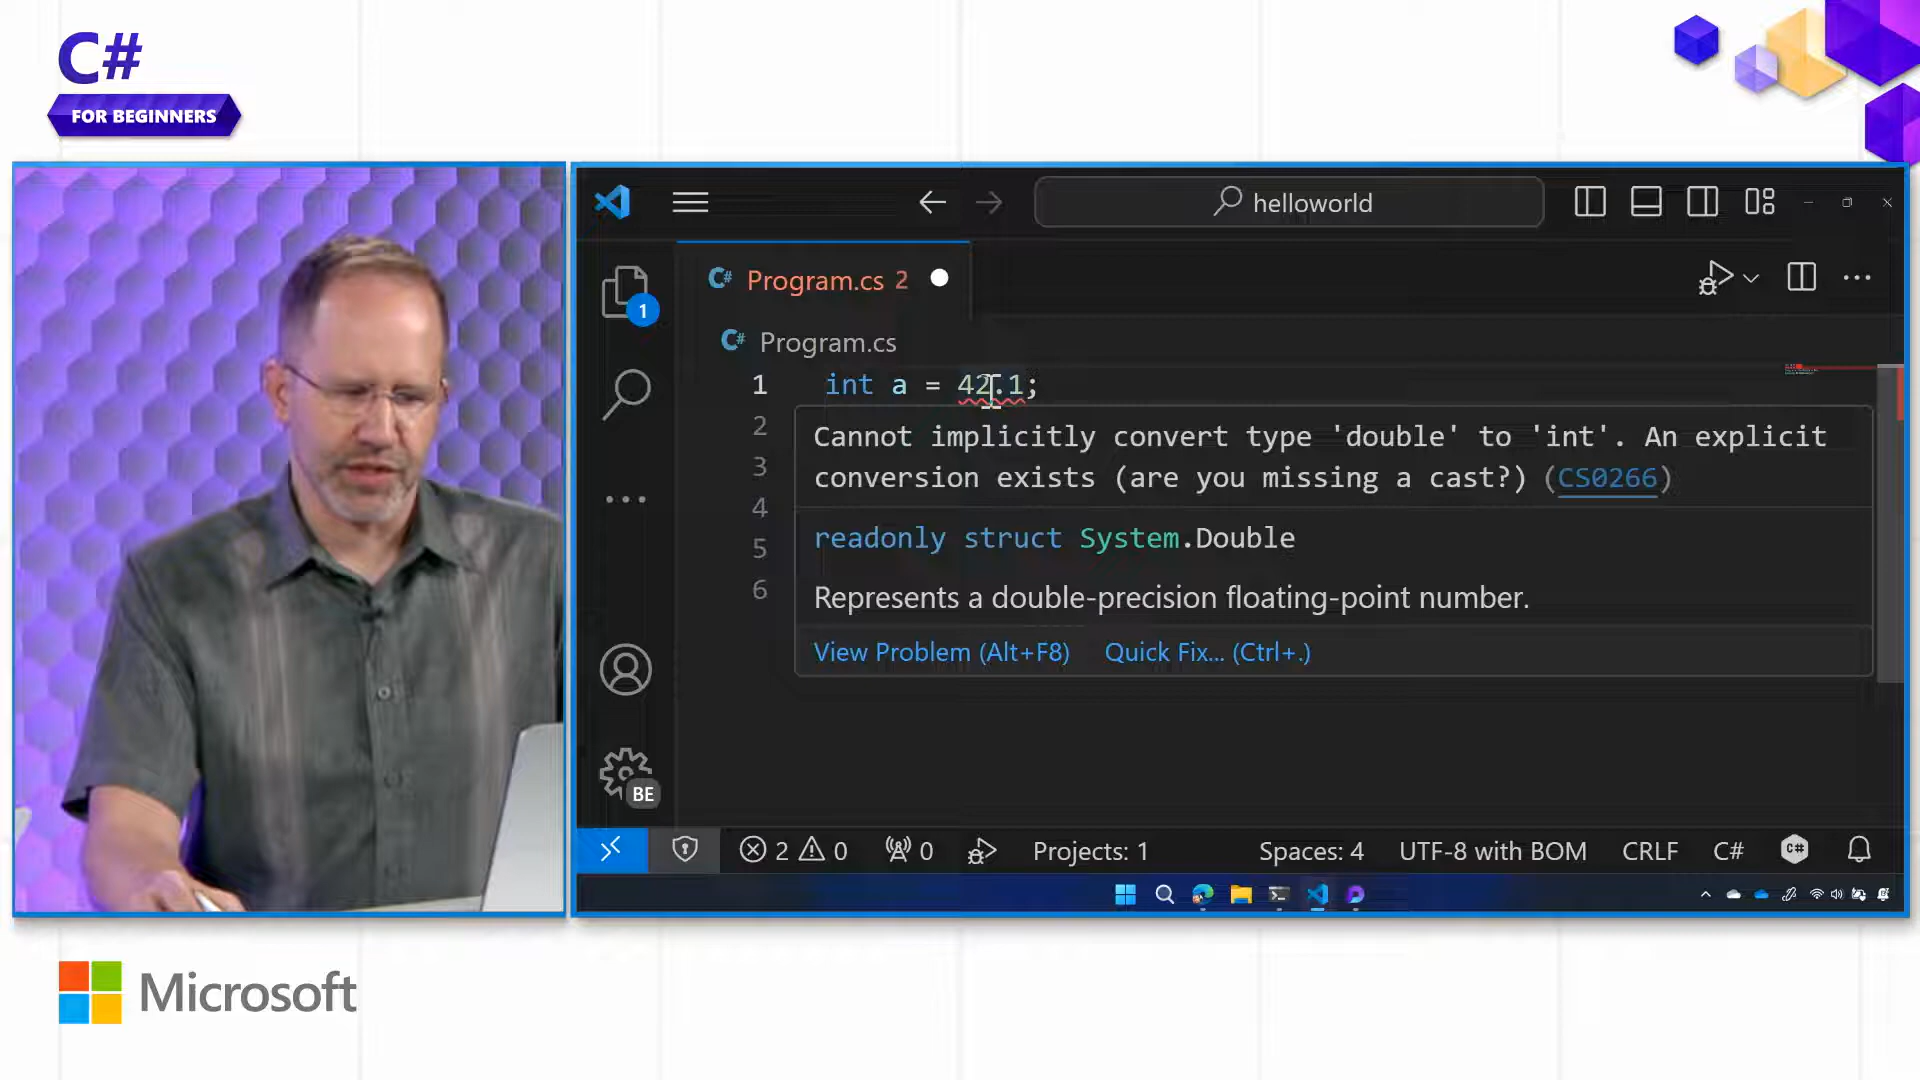 C#
FOR BEGINNERS
helloworld
1
C# Program.cs 2
C# Program.cs
1 int a = 42.1;
2
3
4
5
6
Cannot implicitly convert type 'double' to 'int'. An explicit
conversion exists (are you missing a cast?) (CS0266)
readonly struct System.Double
Represents a double-precision floating-point number.
View Problem (Alt+F8) Quick Fix... (Ctrl+.)
BE
2 0 0 Projects: 1 Spaces: 4 UTF-8 with BOM CRLF C# C#
Microsoft